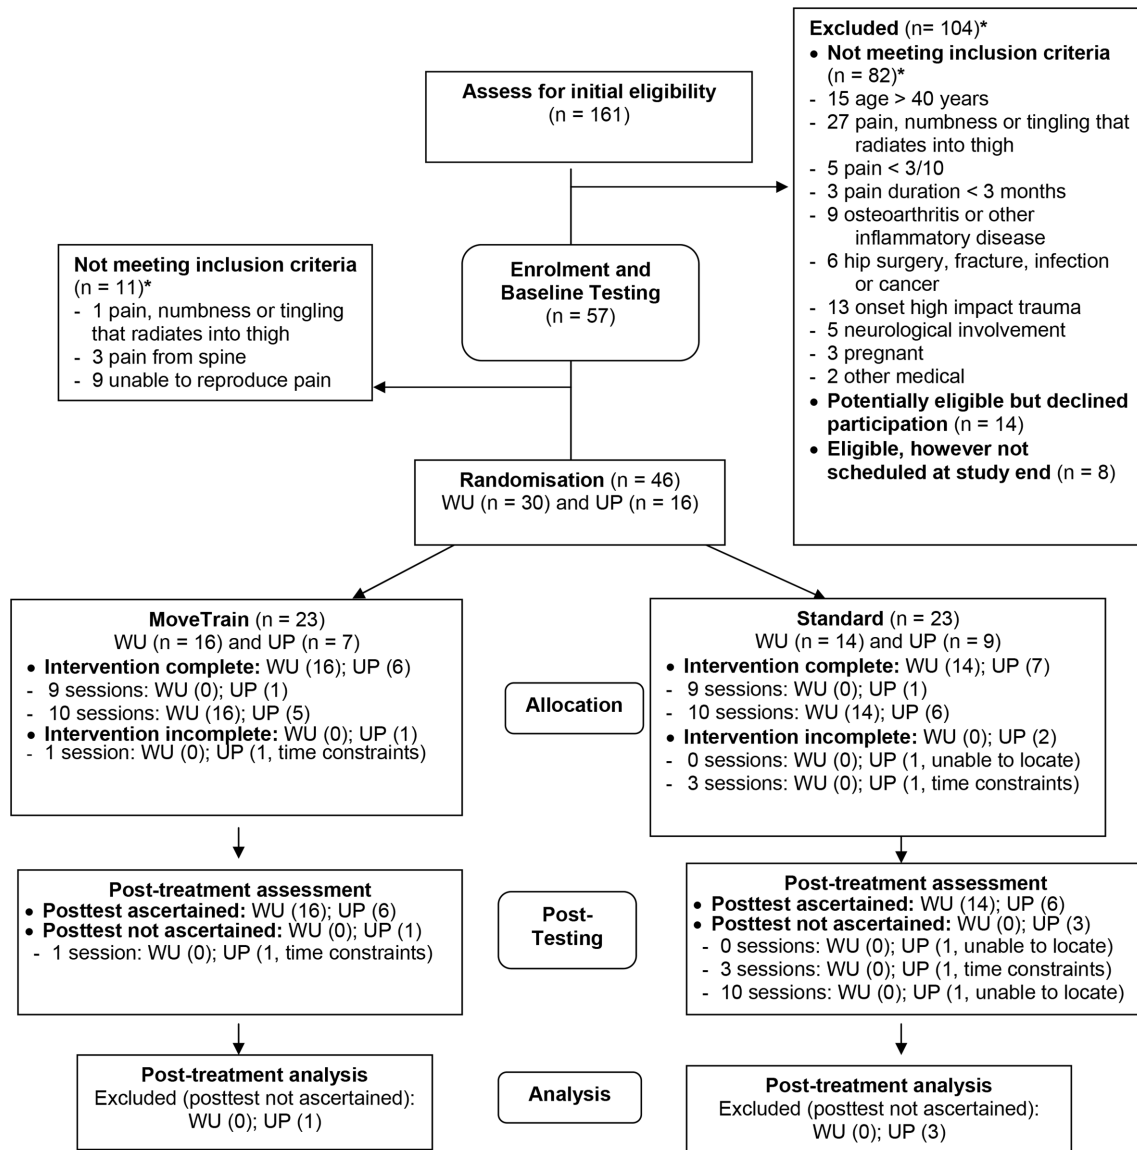 Assess for initial eligibility
(n = 161)
Excluded (n= 104)*
• Not meeting inclusion criteria
(n = 82)*
- 15 age > 40 years
- 27 pain, numbness or tingling that
radiates into thigh
- 5 pain < 3/10
- 3 pain duration < 3 months
- 9 osteoarthritis or other
inflammatory disease
- 6 hip surgery, fracture, infection
or cancer
- 13 onset high impact trauma
- 5 neurological involvement
- 3 pregnant
- 2 other medical
• Potentially eligible but declined
participation (n = 14)
• Eligible, however not
scheduled at study end (n = 8)
Enrolment and
Baseline Testing
(n = 57)
Not meeting inclusion criteria
(n = 11)*
- 1 pain, numbness or tingling
that radiates into thigh
- 3 pain from spine
- 9 unable to reproduce pain
Randomisation (n = 46)
WU (n = 30) and UP (n = 16)
MoveTrain (n = 23)
WU (n = 16) and UP (n = 7)
• Intervention complete: WU (16); UP (6)
- 9 sessions: WU (0); UP (1)
- 10 sessions: WU (16); UP (5)
• Intervention incomplete: WU (0); UP (1)
- 1 session: WU (0); UP (1, time constraints)
Allocation
Standard (n = 23)
WU (n = 14) and UP (n = 9)
• Intervention complete: WU (14); UP (7)
- 9 sessions: WU (0); UP (1)
- 10 sessions: WU (14); UP (6)
• Intervention incomplete: WU (0); UP (2)
- 0 sessions: WU (0); UP (1, unable to locate)
- 3 sessions: WU (0); UP (1, time constraints)
Post-treatment assessment
• Posttest ascertained: WU (16); UP (6)
• Posttest not ascertained: WU (0); UP (1)
- 1 session: WU (0); UP (1, time constraints)
Post-
Testing
Post-treatment assessment
• Posttest ascertained: WU (14); UP (6)
• Posttest not ascertained: WU (0); UP (3)
- 0 sessions: WU (0); UP (1, unable to locate)
- 3 sessions: WU (0); UP (1, time constraints)
- 10 sessions: WU (0); UP (1, unable to locate)
Post-treatment analysis
Excluded (posttest not ascertained):
WU (0); UP (1)
Analysis
Post-treatment analysis
Excluded (posttest not ascertained):
WU (0); UP (3)